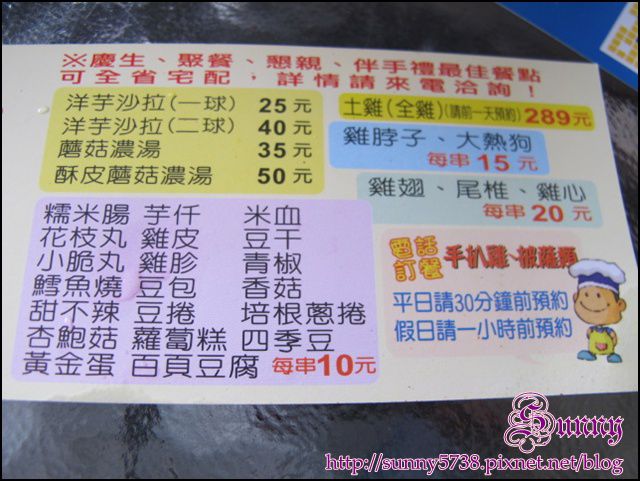 ※慶生、聚餐、懇親、伴手禮最佳餐點
可全省宅配，詳情請來電洽詢！
洋芋沙拉(一球) 25元
洋芋沙拉(二球) 40元
蘑菇濃湯 35元
酥皮蘑菇濃湯 50元
土雞(全雞)(請前一天預約) 289元
雞脖子、大熱狗
每串15元
雞翅、尾椎、雞心
每串20元
糯米腸 芋仟 米血
花枝丸 雞皮 豆干
小脆丸 雞胗 青椒
鱈魚燒 豆包 香菇
甜不辣 豆捲 培根蔥捲
杏鮑菇 蘿蔔糕 四季豆
黃金蛋 百頁豆腐 每串10元
電話訂餐 手扒雞、披薩類
平日請30分鐘前預約
假日請一小時前預約
Sunny
http://sunny5738.pixnet.net/blog